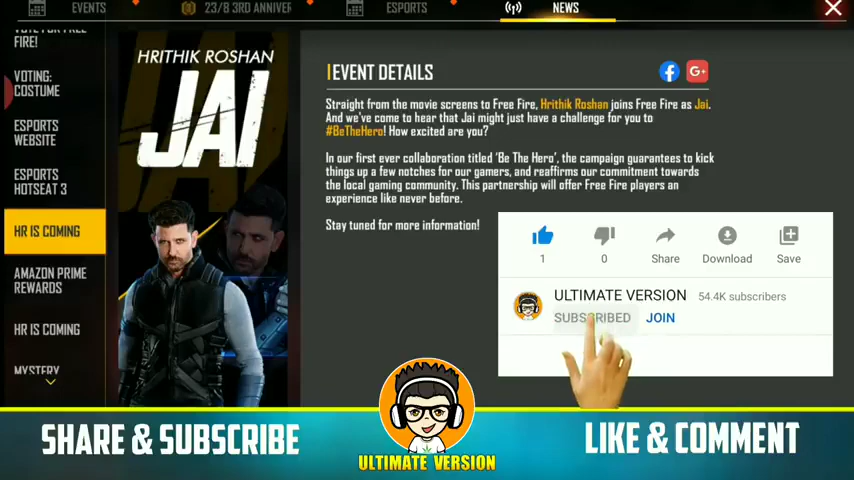 EVENTS
23/8 3RD ANNIVER
ESPORTS
NEWS
FIRE!
VOTING:
COSTUME
ESPORTS
WEBSITE
ESPORTS
HOTSEAT 3
HR IS COMING
AMAZON PRIME
REWARDS
HR IS COMING
MYSTERY
HRITHIK ROSHAN
JAI
EVENT DETAILS
Straight from the movie screens to Free Fire, Hrithik Roshan joins Free Fire as Jai.
And we've come to hear that Jai might just have a challenge for you to
#BeTheHero! How excited are you?
In our first ever collaboration titled 'Be The Hero', the campaign guarantees to kick
things up a few notches for our gamers, and reaffirms our commitment towards
the local gaming community. This partnership will offer Free Fire players an
experience like never before.
Stay tuned for more information!
1
0
Share
Download
Save
ULTIMATE VERSION 54.4K subscribers
SUBSCRIBED JOIN
SHARE & SUBSCRIBE
ULTIMATE VERSION
LIKE & COMMENT